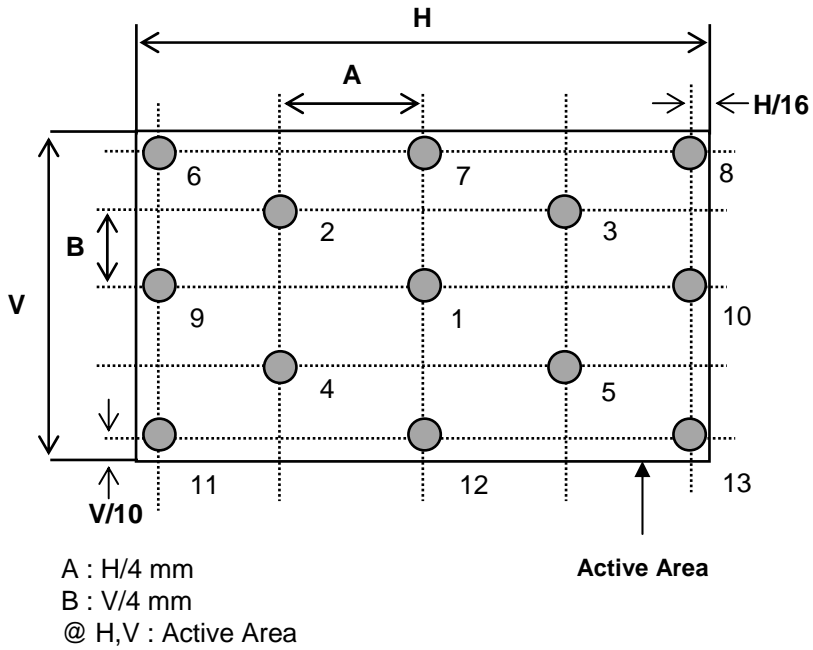 H
A
H/16
6
7
8
2
3
B
V
9
1
10
4
5
11
12
13
V/10
Active Area
A : H/4 mm
B : V/4 mm
@ H,V : Active Area